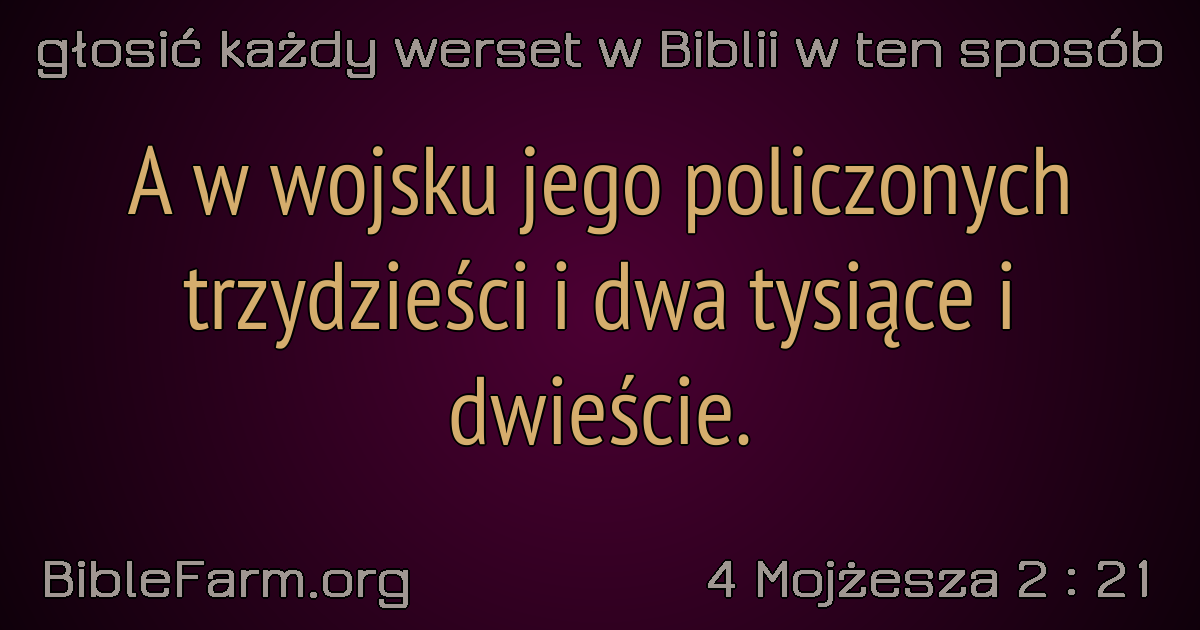 głosić każdy werset w Biblii w ten sposób
A w wojsku jego policzonych
trzydzieści i dwa tysiące i
dwieście.
BibleFarm.org
4 Mojżesza 2 : 21